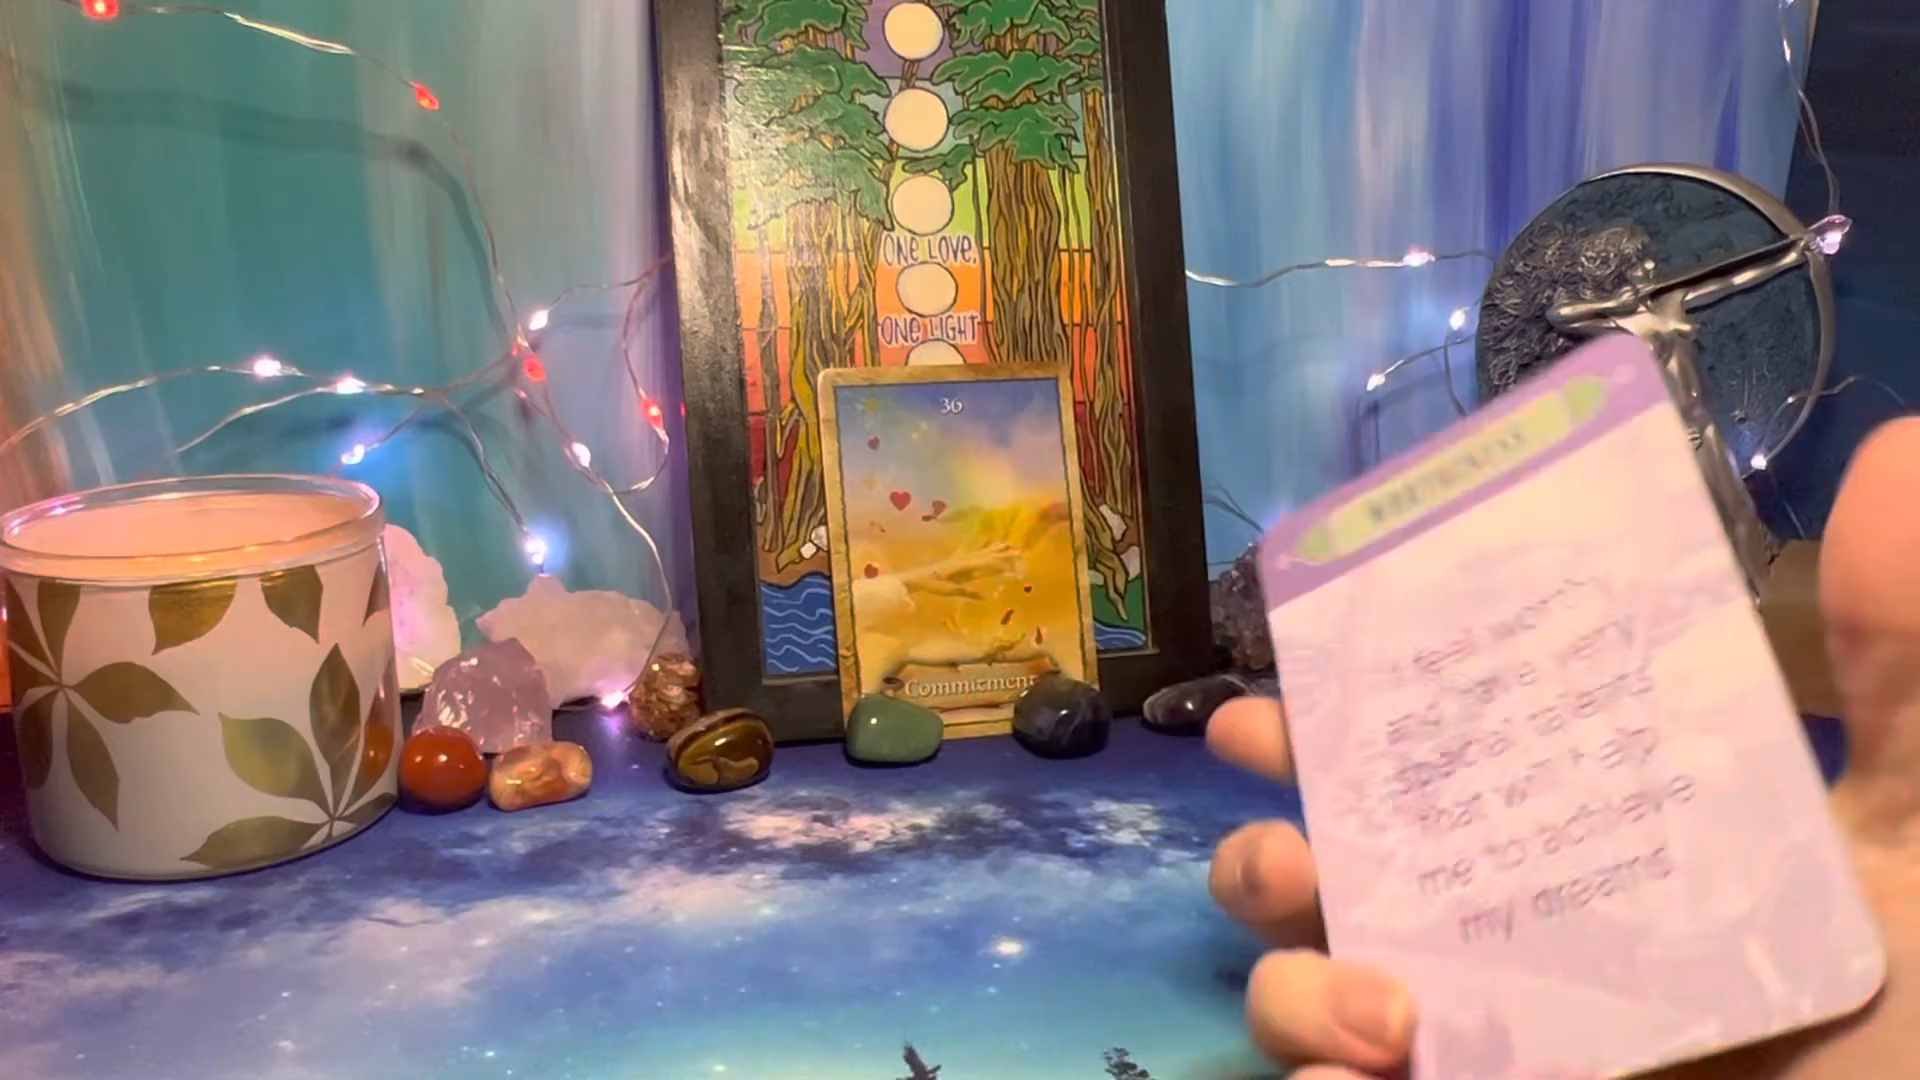 ONE LOVE,
ONE LIGHT
36
Commitment
WORTHINESS
I feel worthy
and have very
special talents
that will help
me to achieve
my dreams